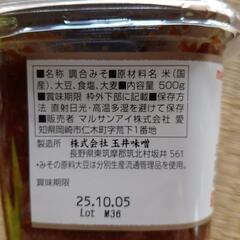 ■名称 調合みそ■原材料名 米(国
産)、大豆、食塩、大麦■内容量 500g
■賞味期限 枠外下部に記載■保存方
法 直射日光・高温多湿を避けて保存
■販売者 マルサンアイ株式会社 愛
知県岡崎市仁木町字荒下1番地
製造所 株式会社 玉井味噌
長野県東筑摩郡筑北村坂井 561
・みその原料大豆は分別生産流通管理品を使用。
賞味期限
25.10.05
Lot M36